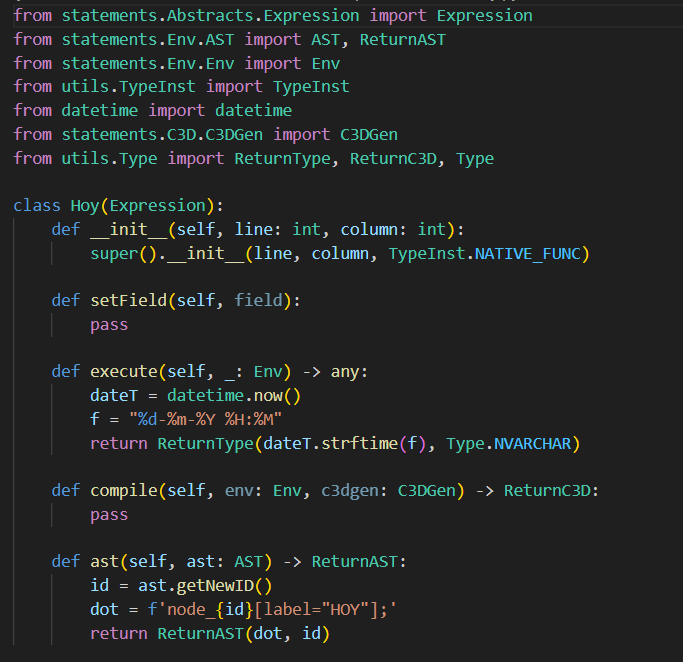 from statements.Abstracts.Expression import Expression
from statements.Env.AST import AST, ReturnAST
from statements.Env.Env import Env
from utils.TypeInst import TypeInst
from datetime import datetime
from statements.C3D.C3DGen import C3DGen
from utils.Type import ReturnType, ReturnC3D, Type

class Hoy(Expression):
    def __init__(self, line: int, column: int):
        super().__init__(line, column, TypeInst.NATIVE_FUNC)

    def setField(self, field):
        pass

    def execute(self, _: Env) -> any:
        dateT = datetime.now()
        f = "%d-%m-%Y %H:%M"
        return ReturnType(dateT.strftime(f), Type.NVARCHAR)

    def compile(self, env: Env, c3dgen: C3DGen) -> ReturnC3D:
        pass

    def ast(self, ast: AST) -> ReturnAST:
        id = ast.getNewID()
        dot = f'node_{id}[label="HOY"];'
        return ReturnAST(dot, id)